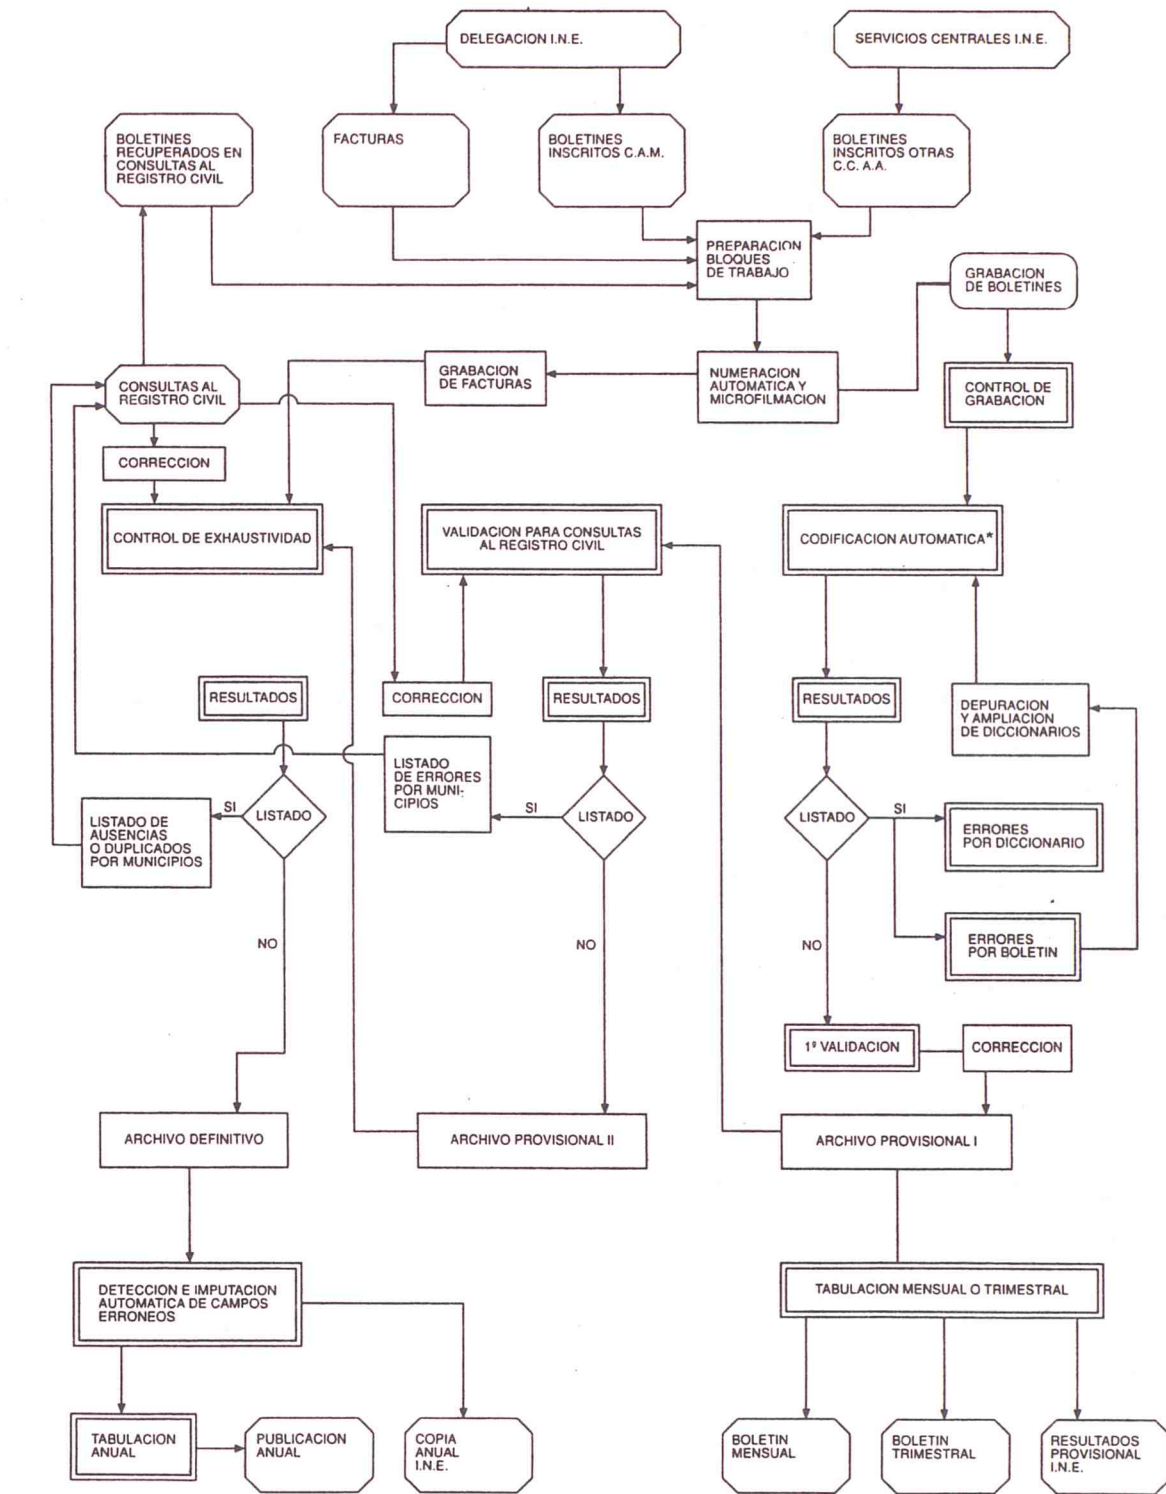 DELEGACION I.N.E.
SERVICIOS CENTRALES I.N.E.
BOLETINES
RECUPERADOS EN
CONSULTAS AL
REGISTRO CIVIL
FACTURAS
BOLETINES
INSCRITOS C.A.M.
BOLETINES
INSCRITOS OTRAS
C.C. A.A.
PREPARACION
BLOQUES
DE TRABAJO
GRABACION
DE BOLETINES
CONSULTAS AL
REGISTRO CIVIL
GRABACION
DE FACTURAS
NUMERACION
AUTOMATICA Y
MICROFILMACION
CONTROL DE
GRABACION
CORRECCION
CONTROL DE EXHAUSTIVIDAD
VALIDACION PARA CONSULTAS
AL REGISTRO CIVIL
CODIFICACION AUTOMATICA*
RESULTADOS
CORRECCION
RESULTADOS
RESULTADOS
DEPURACION
Y AMPLIACION
DE DICCIONARIOS
LISTADO
DE ERRORES
POR MUNI-
CIPIOS
LISTADO DE
AUSENCIAS
O DUPLICADOS
POR MUNICIPIOS
SI
LISTADO
SI
LISTADO
LISTADO
SI
ERRORES
POR DICCIONARIO
NO
NO
NO
ERRORES
POR BOLETIN
1º VALIDACION
CORRECCION
ARCHIVO DEFINITIVO
ARCHIVO PROVISIONAL II
ARCHIVO PROVISIONAL I
DETECCION E IMPUTACION
AUTOMATICA DE CAMPOS
ERRONEOS
TABULACION MENSUAL O TRIMESTRAL
TABULACION
ANUAL
PUBLICACION
ANUAL
COPIA
ANUAL
I.N.E.
BOLETIN
MENSUAL
BOLETIN
TRIMESTRAL
RESULTADOS
PROVISIONAL
I.N.E.